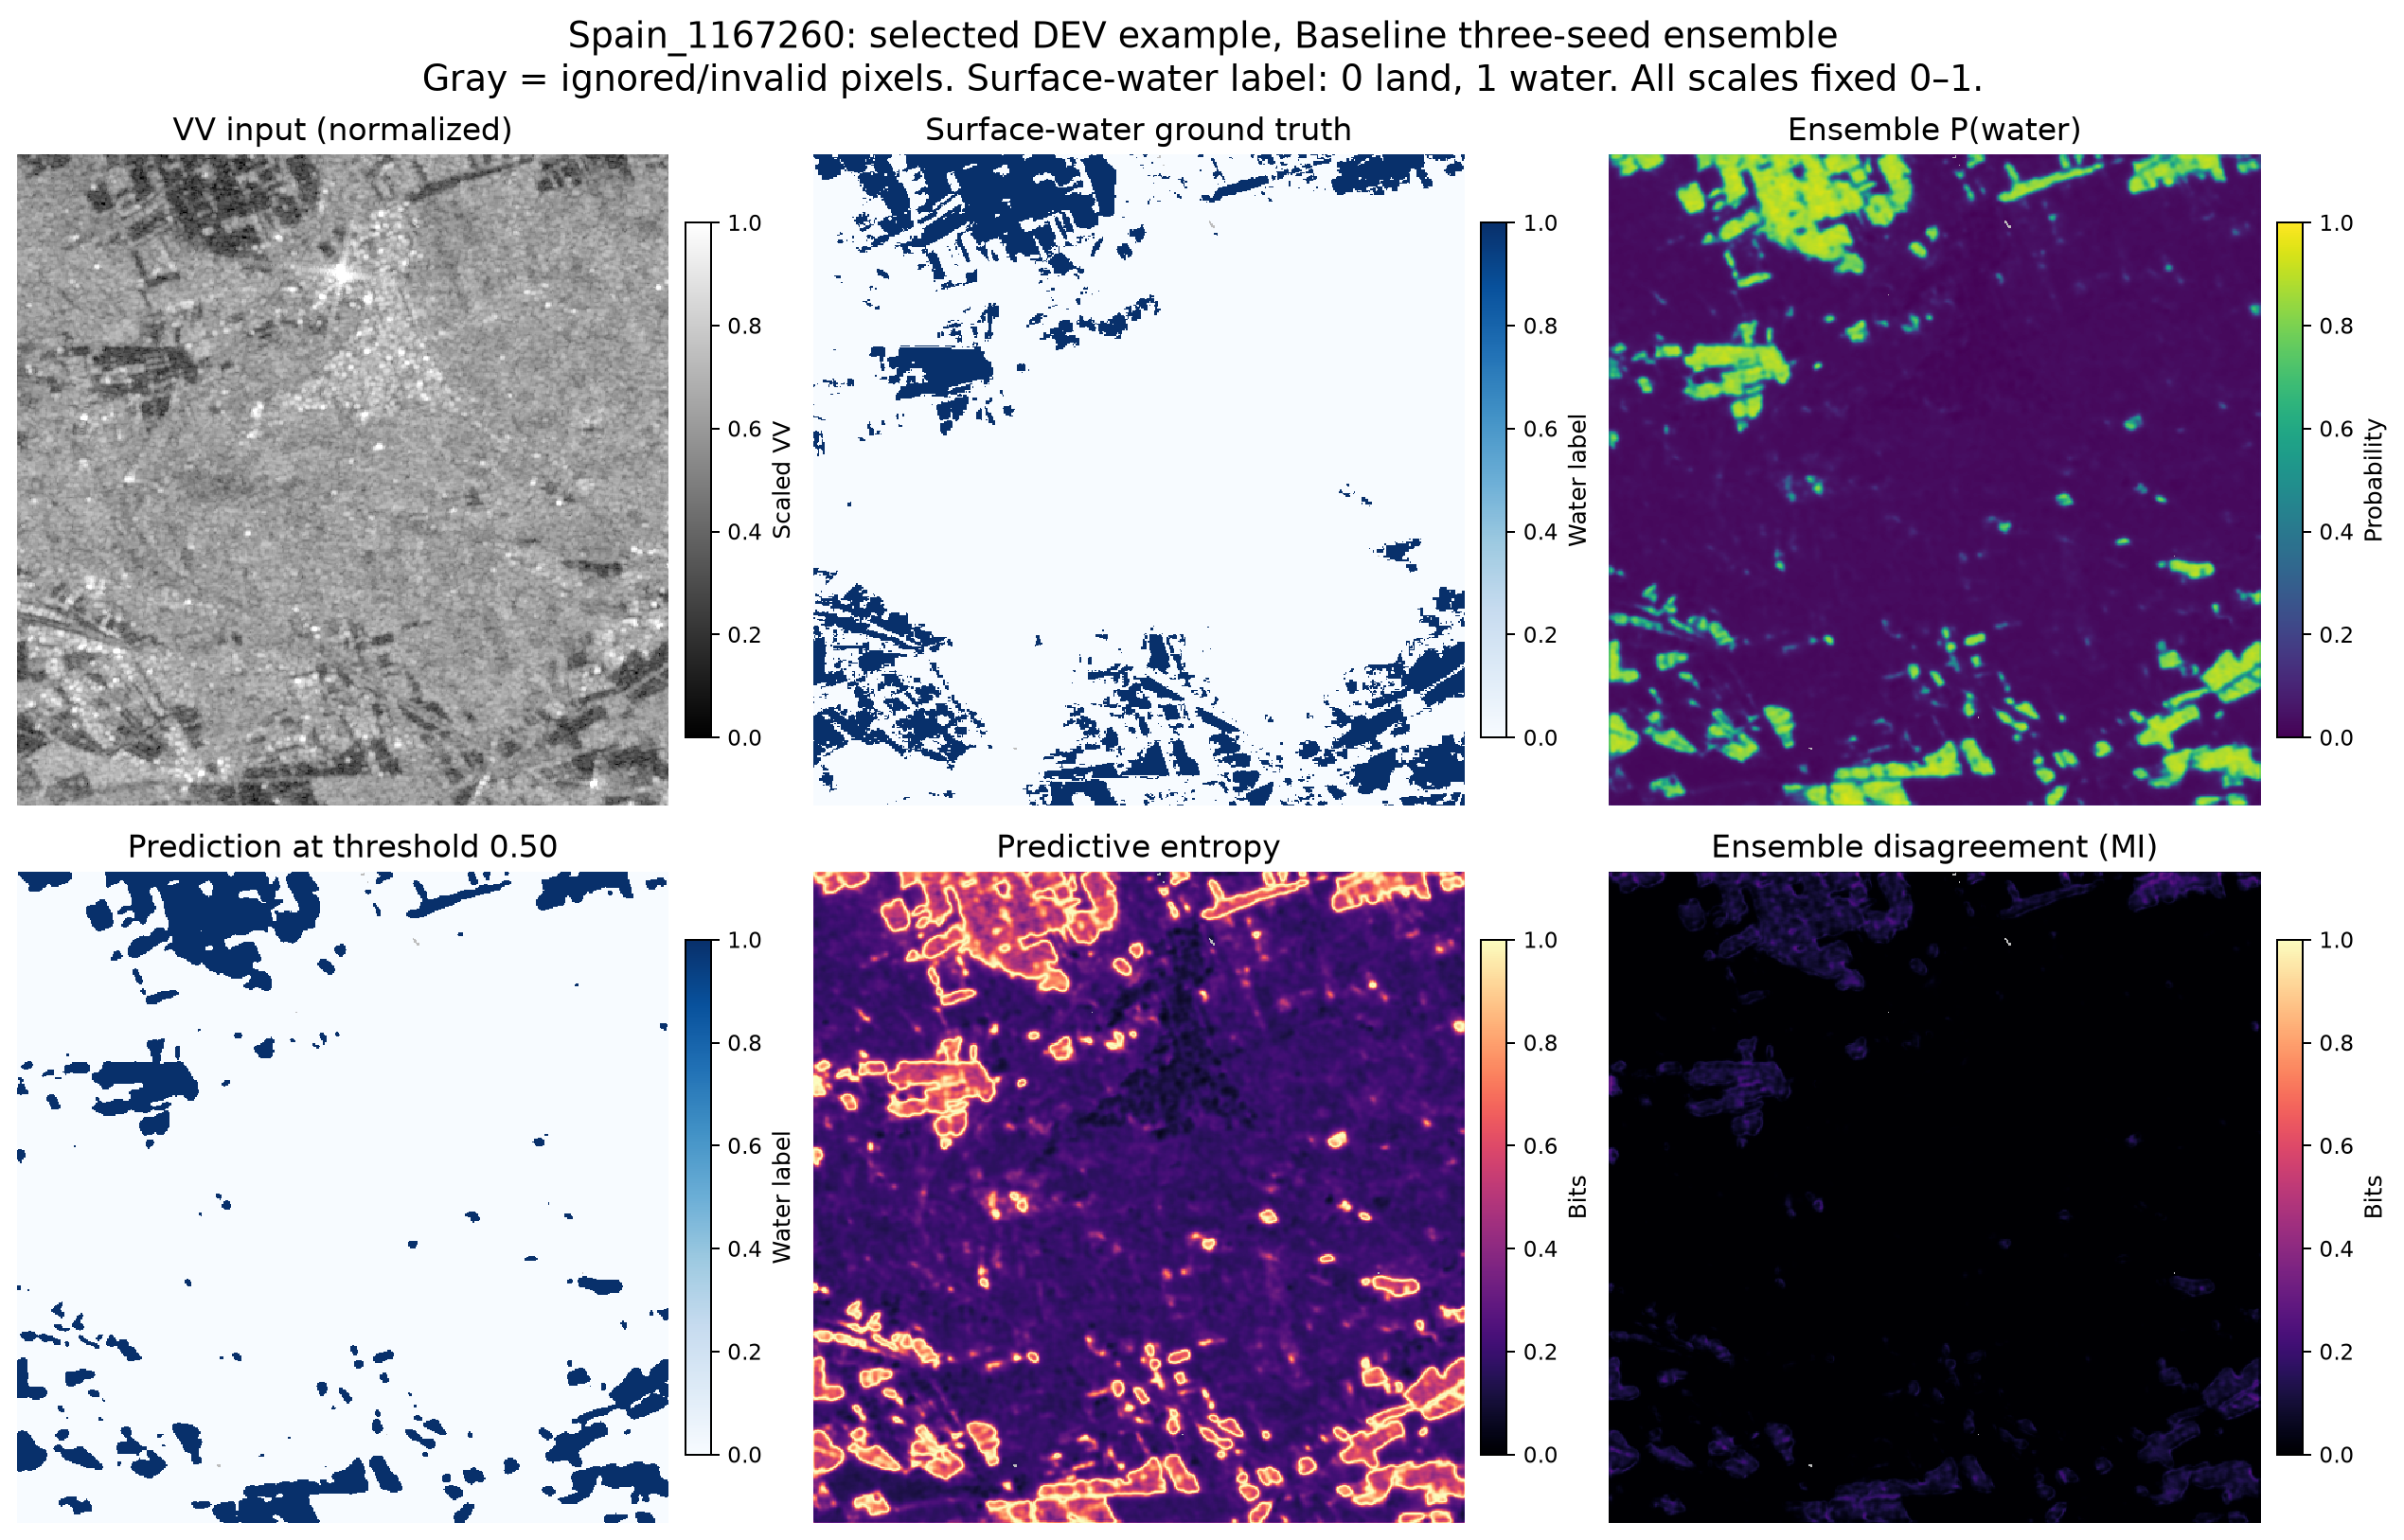 Spain_1167260: selected DEV example, Baseline three-seed ensemble
Gray = ignored/invalid pixels. Surface-water label: 0 land, 1 water. All scales fixed 0–1.
VV input (normalized)
1.0
0.8
0.6
0.4
0.2
0.0
Scaled VV
Surface-water ground truth
1.0
0.8
0.6
0.4
0.2
0.0
Water label
Ensemble P(water)
1.0
0.8
0.6
0.4
0.2
0.0
Probability
Prediction at threshold 0.50
1.0
0.8
0.6
0.4
0.2
0.0
Water label
Predictive entropy
1.0
0.8
0.6
0.4
0.2
0.0
Bits
Ensemble disagreement (MI)
1.0
0.8
0.6
0.4
0.2
0.0
Bits